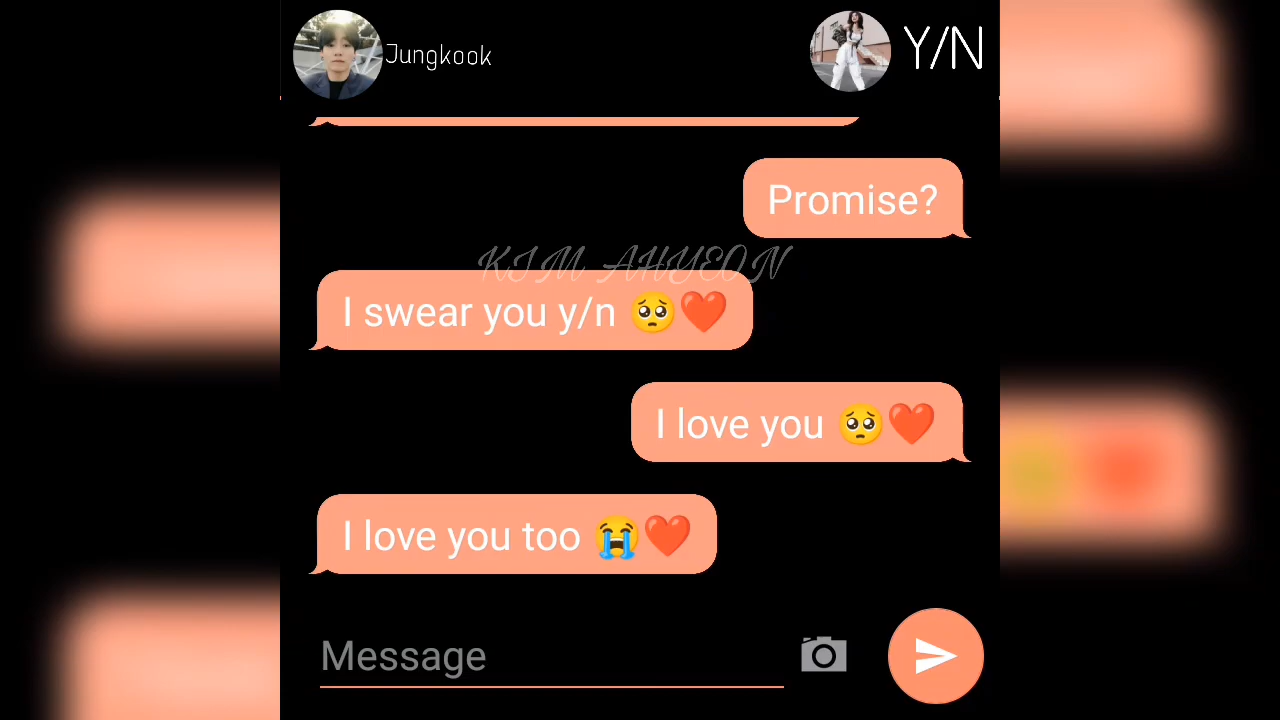 Jungkook
Y/N
Promise?
KIM AHYEON
I swear you y/n 🥺❤️
I love you 🥺❤️
I love you too 😭❤️
Message